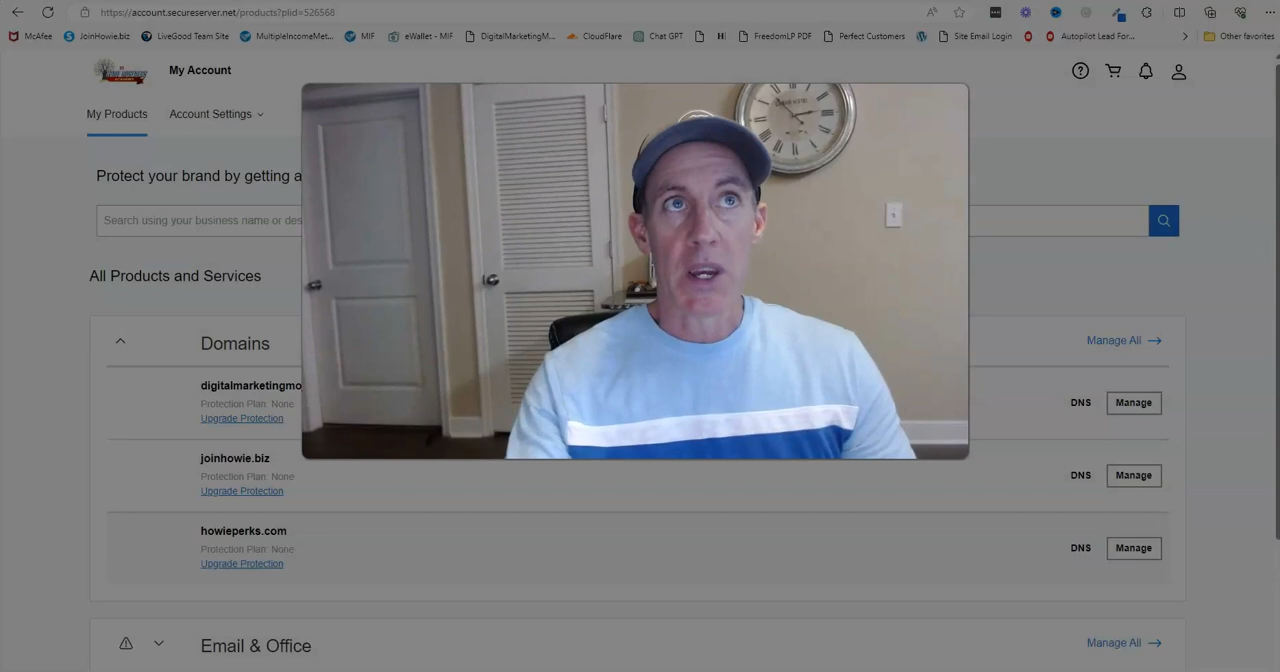 https://account.secureserver.net/products?plid=526568
McAfee JoinHowie.biz LiveGood Team Site MultipleIncomeMet... MIF eWallet - MIF DigitalMarketingM... CloudFlare Chat GPT H FreedomLP PDF Perfect Customers Site Email Login Autopilot Lead For... Other favorites
My Account
My Products Account Settings
Protect your brand by getting a
Search using your business name or des
All Products and Services
Domains Manage All →
digitalmarketingmo
Protection Plan: None DNS Manage
Upgrade Protection
joinhowie.biz
Protection Plan: None DNS Manage
Upgrade Protection
howieperks.com
Protection Plan: None DNS Manage
Upgrade Protection
Email & Office Manage All →